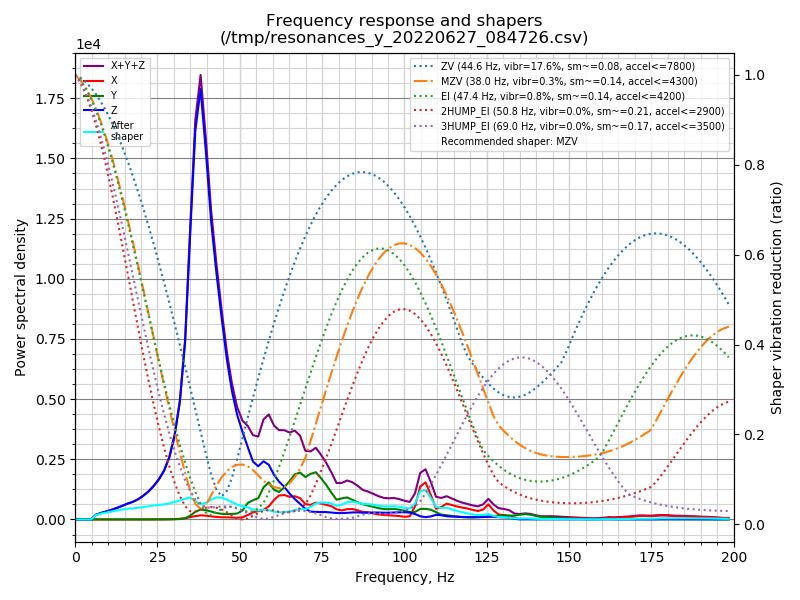 Frequency response and shapers
(/tmp/resonances_y_20220627_084726.csv)
1e4
X+Y+Z
X
Y
Z
After
shaper
ZV (44.6 Hz, vibr=17.6%, sm~=0.08, accel<=7800)
MZV (38.0 Hz, vibr=0.3%, sm~=0.14, accel<=4300)
EI (47.4 Hz, vibr=0.8%, sm~=0.14, accel<=4200)
2HUMP_EI (50.8 Hz, vibr=0.0%, sm~=0.21, accel<=2900)
3HUMP_EI (69.0 Hz, vibr=0.0%, sm~=0.17, accel<=3500)
Recommended shaper: MZV
Power spectral density
1.75
1.50
1.25
1.00
0.75
0.50
0.25
0.00
1.0
0.8
0.6
0.4
0.2
0.0
Shaper vibration reduction (ratio)
0 25 50 75 100 125 150 175 200
Frequency, Hz